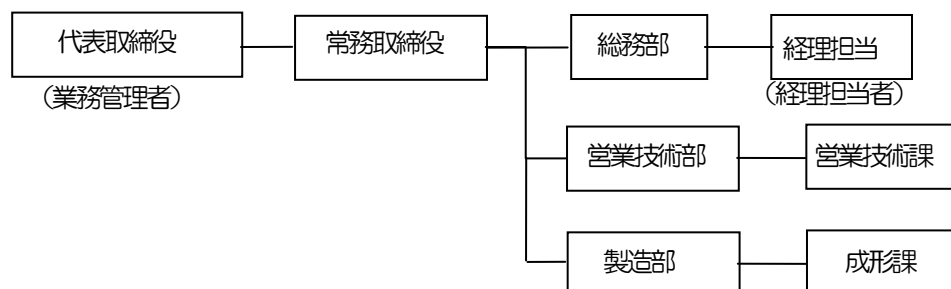 代表取締役
常務取締役
総務部
経理担当
(業務管理者)
(経理担当者)
営業技術部
営業技術課
製造部
成形課